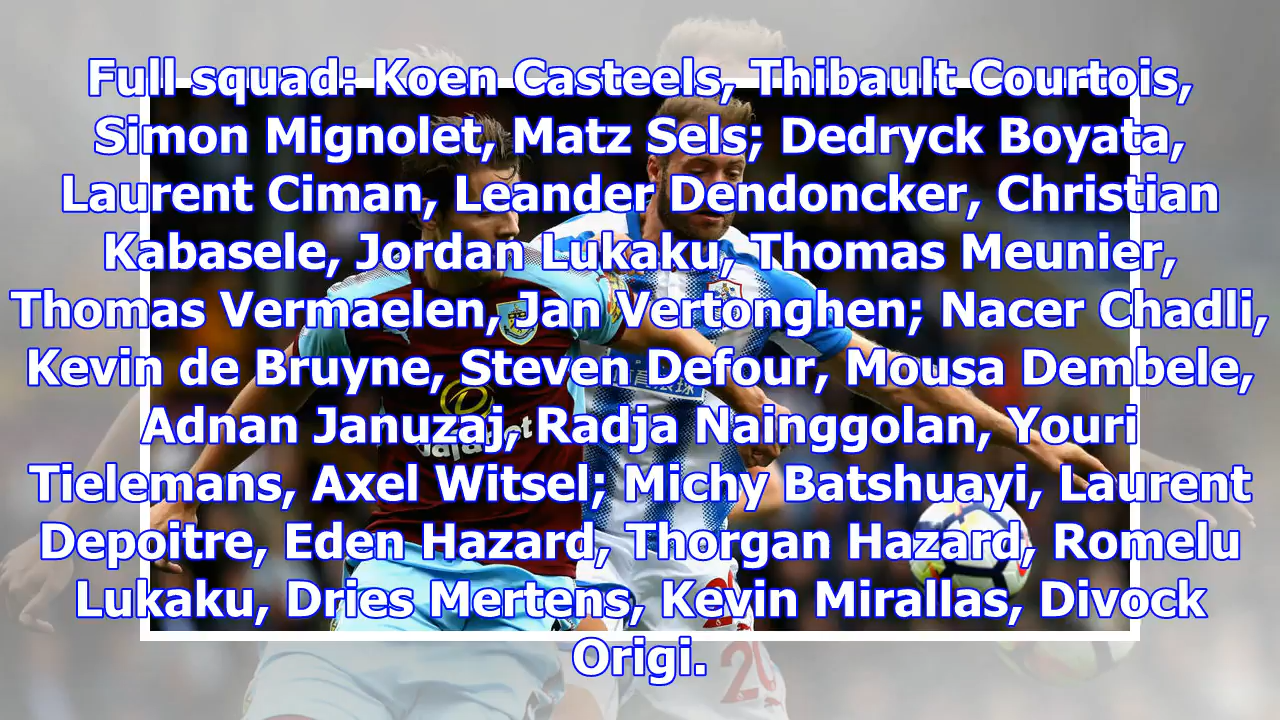 Full squad: Koen Casteels, Thibault Courtois,
Simon Mignolet, Matz Sels; Dedryck Boyata,
Laurent Ciman, Leander Dendoncker, Christian
Kabasele, Jordan Lukaku, Thomas Meunier,
Thomas Vermaelen, Jan Vertonghen; Nacer Chadli,
Kevin de Bruyne, Steven Defour, Mousa Dembele,
Adnan Januzaj, Radja Nainggolan, Youri
Tielemans, Axel Witsel; Michy Batshuayi, Laurent
Depoitre, Eden Hazard, Thorgan Hazard, Romelu
Lukaku, Dries Mertens, Kevin Mirallas, Divock
Origi.
dafabet
20